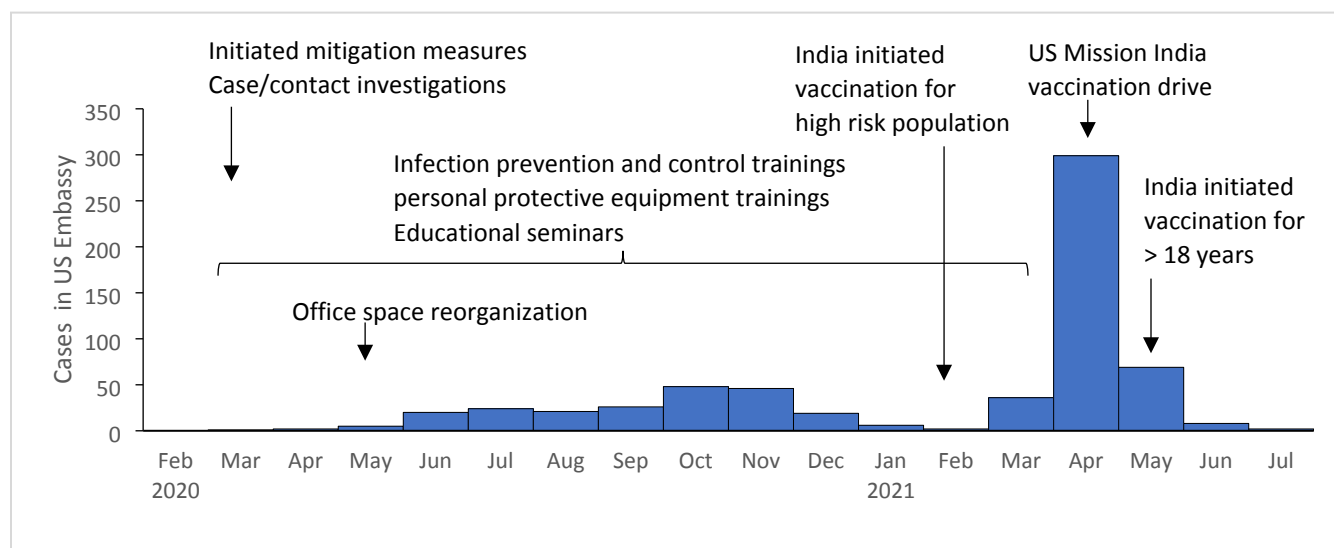 Initiated mitigation measures
Case/contact investigations
India initiated
vaccination for
high risk population
US Mission India
vaccination drive
Infection prevention and control trainings
personal protective equipment trainings
Educational seminars
India initiated
vaccination for
> 18 years
Office space reorganization
Cases in US Embassy
350
300
250
200
150
100
50
0
Feb Mar Apr May Jun Jul Aug Sep Oct Nov Dec Jan Feb Mar Apr May Jun Jul
2020 2021